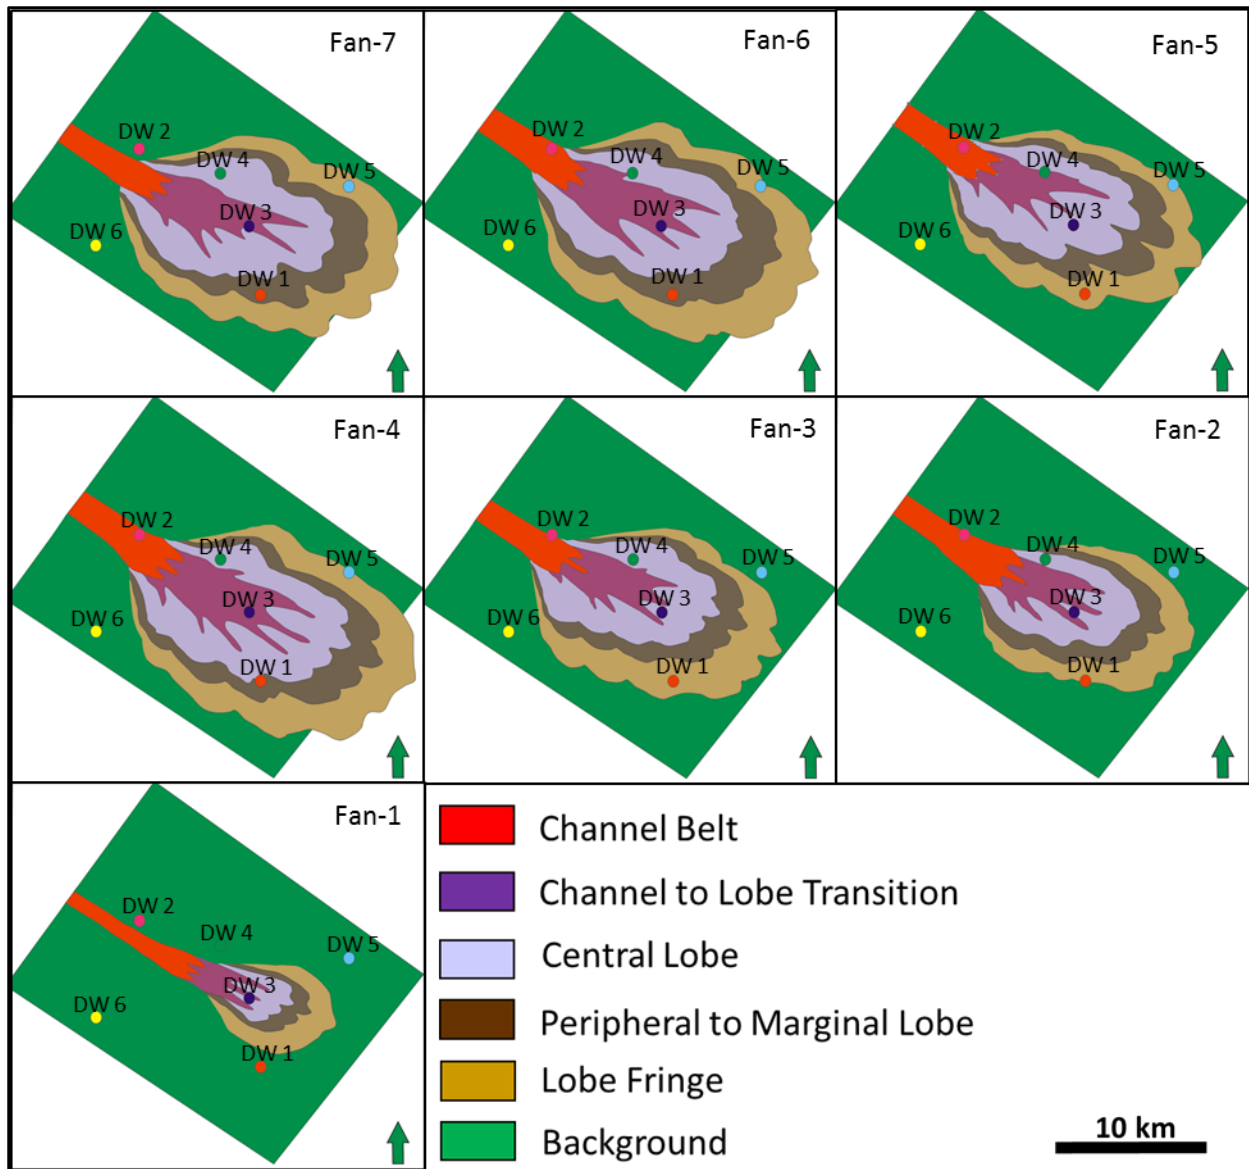 Fan-7
DW 2
DW 4
DW 5
DW 3
DW 6
DW 1
Fan-6
DW 2
DW 4
DW 5
DW 3
DW 6
DW 1
Fan-5
DW 2
DW 4
DW 5
DW 3
DW 6
DW 1
Fan-4
DW 2
DW 4
DW 5
DW 3
DW 6
DW 1
Fan-3
DW 2
DW 4
DW 5
DW 3
DW 6
DW 1
Fan-2
DW 2
DW 4
DW 5
DW 3
DW 6
DW 1
Fan-1
DW 2
DW 4
DW 5
DW 3
DW 6
DW 1
Channel Belt
Channel to Lobe Transition
Central Lobe
Peripheral to Marginal Lobe
Lobe Fringe
Background
10 km